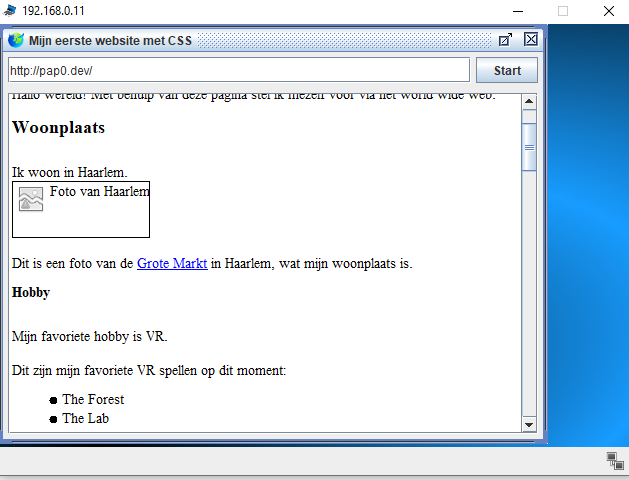 192.168.0.11
Mijn eerste website met CSS
http://pap0.dev/
Start
Hallo wereld! Met behulp van deze pagina stel ik mezelf voor via het world wide web.
Woonplaats
Ik woon in Haarlem.
Foto van Haarlem
Dit is een foto van de Grote Markt in Haarlem, wat mijn woonplaats is.
Hobby
Mijn favoriete hobby is VR.
Dit zijn mijn favoriete VR spellen op dit moment:
The Forest
The Lab